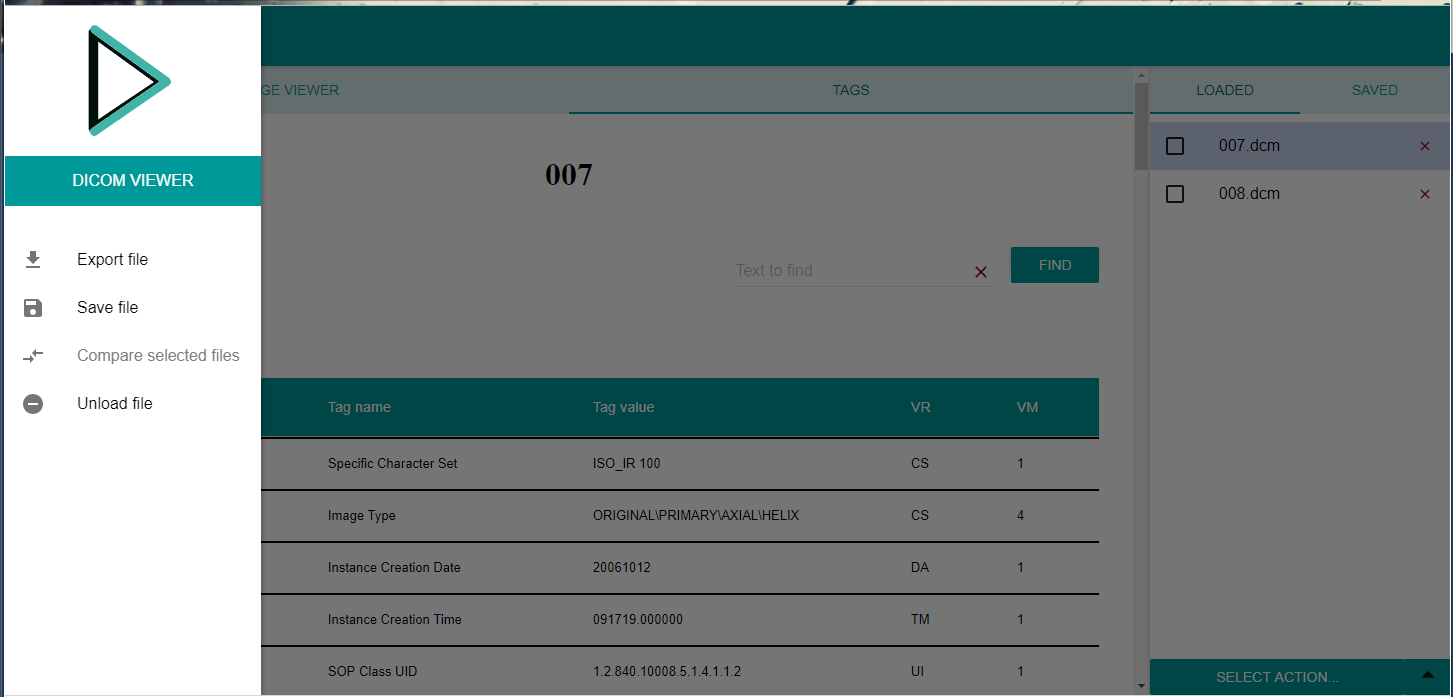 DICOM VIEWER
Export file
Save file
Compare selected files
Unload file
GE VIEWER
TAGS
007
Text to find
FIND
Tag name Tag value VR VM
Specific Character Set ISO_IR 100 CS 1
Image Type ORIGINAL\PRIMARY\AXIAL\HELIX CS 4
Instance Creation Date 20061012 DA 1
Instance Creation Time 091719.000000 TM 1
SOP Class UID 1.2.840.10008.5.1.4.1.1.2 UI 1
LOADED SAVED
007.dcm
008.dcm
SELECT ACTION...